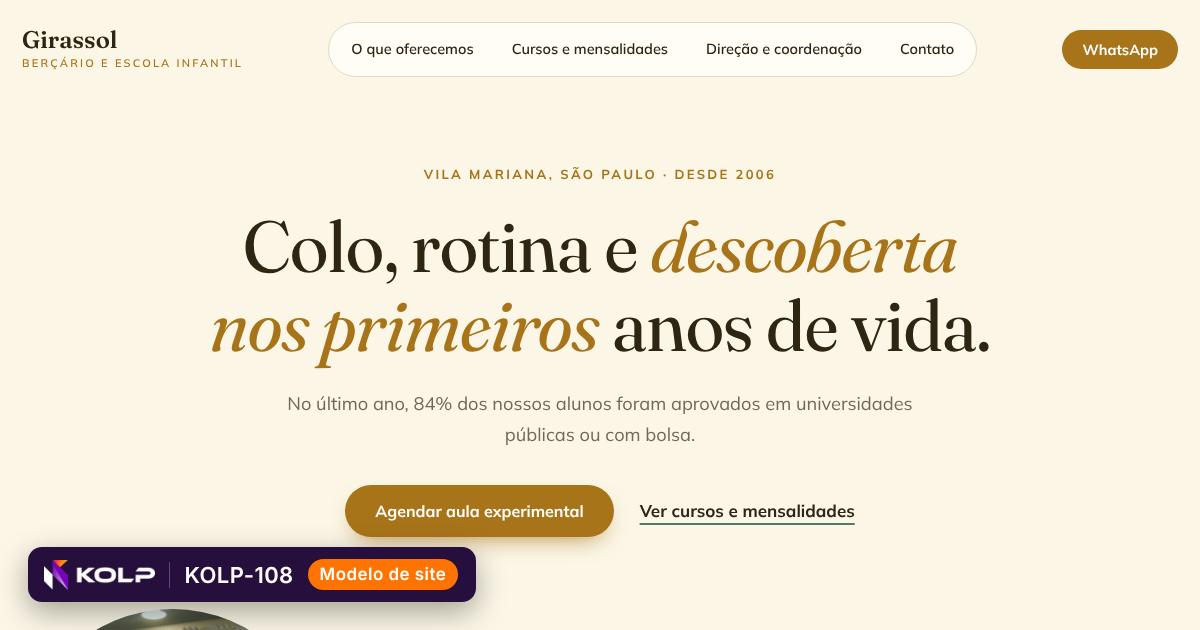 Girassol
BERÇÁRIO E ESCOLA INFANTIL
O que oferecemos
Cursos e mensalidades
Direção e coordenação
Contato
WhatsApp
VILA MARIANA, SÃO PAULO · DESDE 2006
Colo, rotina e descoberta
nos primeiros anos de vida.
No último ano, 84% dos nossos alunos foram aprovados em universidades
públicas ou com bolsa.
Agendar aula experimental
Ver cursos e mensalidades
KOLP
KOLP-108
Modelo de site